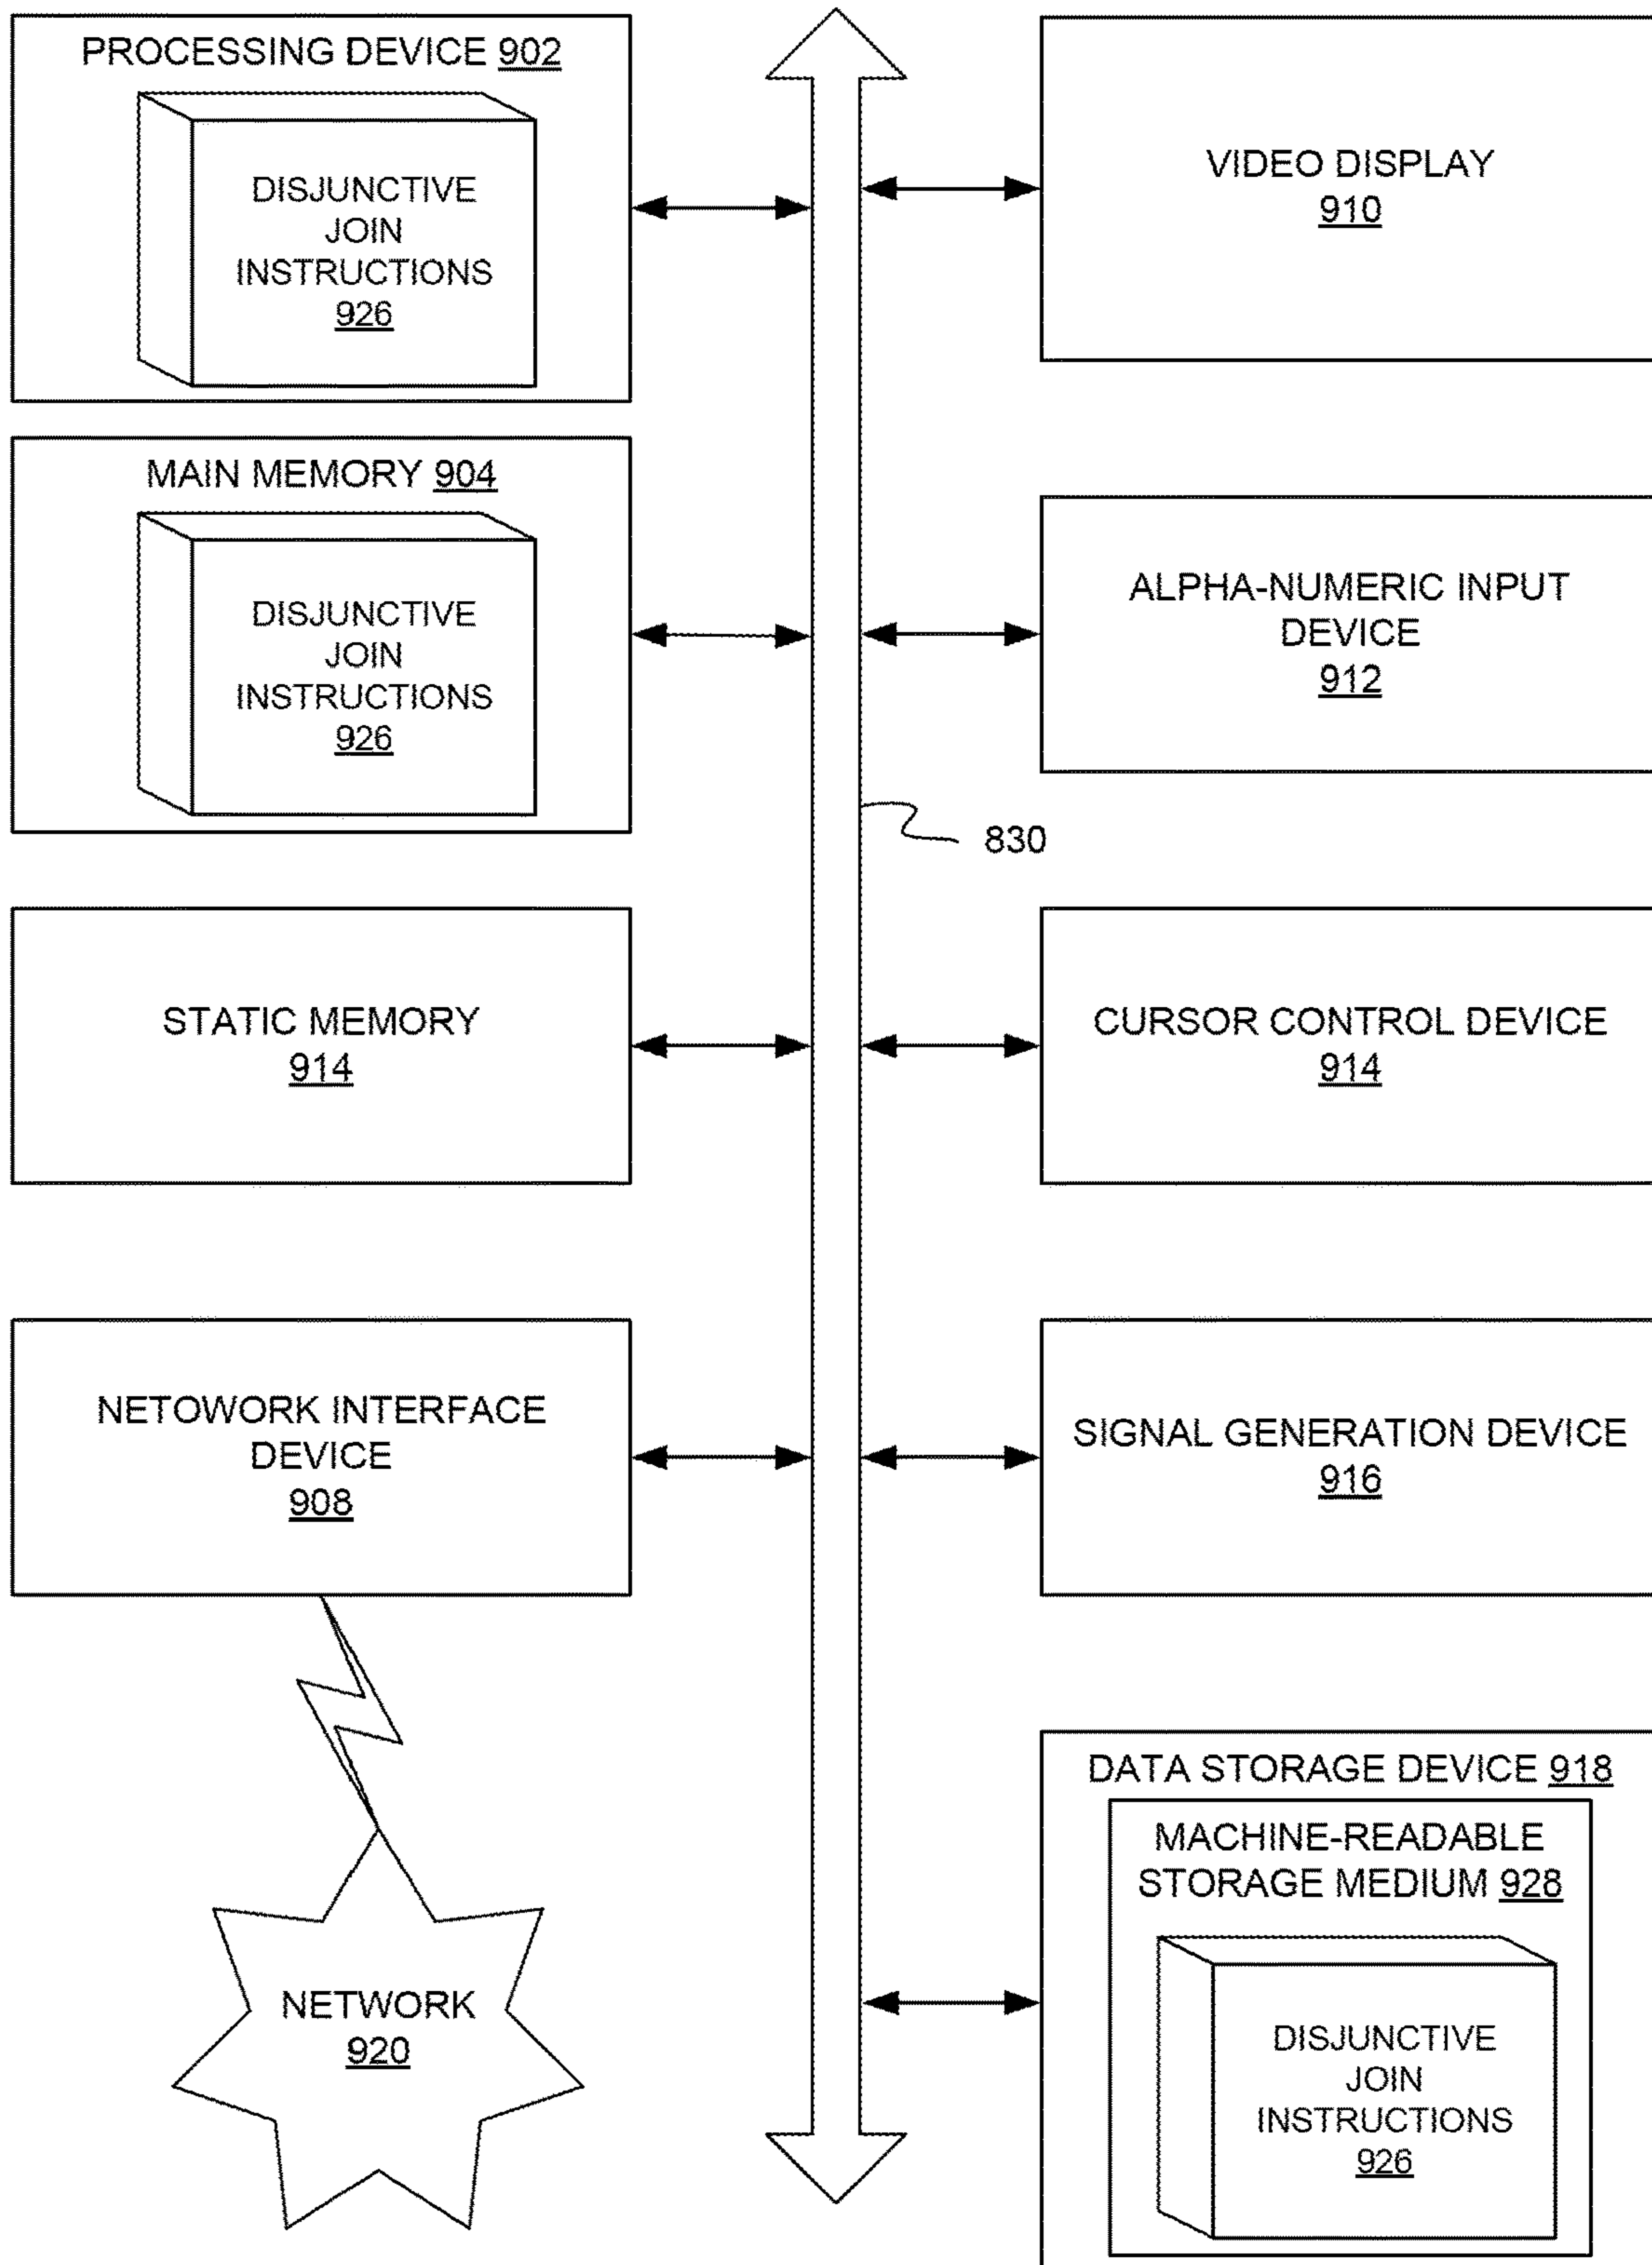 PROCESSING DEVICE 902
DISJUNCTIVE
JOIN
INSTRUCTIONS
926
MAIN MEMORY 904
DISJUNCTIVE
JOIN
INSTRUCTIONS
926
STATIC MEMORY
914
NETOWORK INTERFACE
DEVICE
908
NETWORK
920
830
VIDEO DISPLAY
910
ALPHA-NUMERIC INPUT
DEVICE
912
CURSOR CONTROL DEVICE
914
SIGNAL GENERATION DEVICE
916
DATA STORAGE DEVICE 918
MACHINE-READABLE
STORAGE MEDIUM 928
DISJUNCTIVE
JOIN
INSTRUCTIONS
926